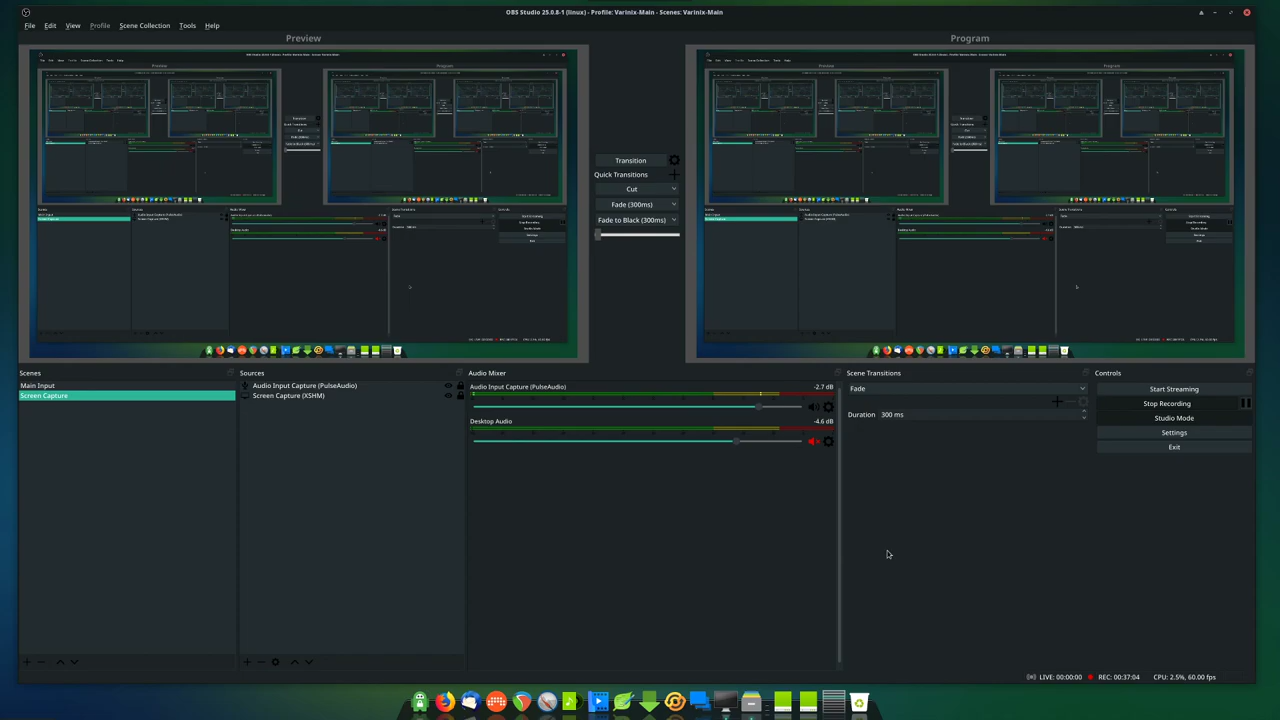 OBS Studio 25.0.8-1 (linux) - Profile: Varinix-Main - Scenes: Varinix-Main
File Edit View Profile Scene Collection Tools Help
Preview
Program
Transition
Quick Transitions
Cut
Fade (300ms)
Fade to Black (300ms)
Scenes
Main Input
Screen Capture
Sources
Audio Input Capture (PulseAudio)
Screen Capture (XSHM)
Audio Mixer
Audio Input Capture (PulseAudio) -2.7 dB
Desktop Audio -4.6 dB
Scene Transitions
Fade
Duration 300 ms
Controls
Start Streaming
Stop Recording
Studio Mode
Settings
Exit
LIVE: 00:00:00 REC: 00:37:04 CPU: 2.5%, 60.00 fps